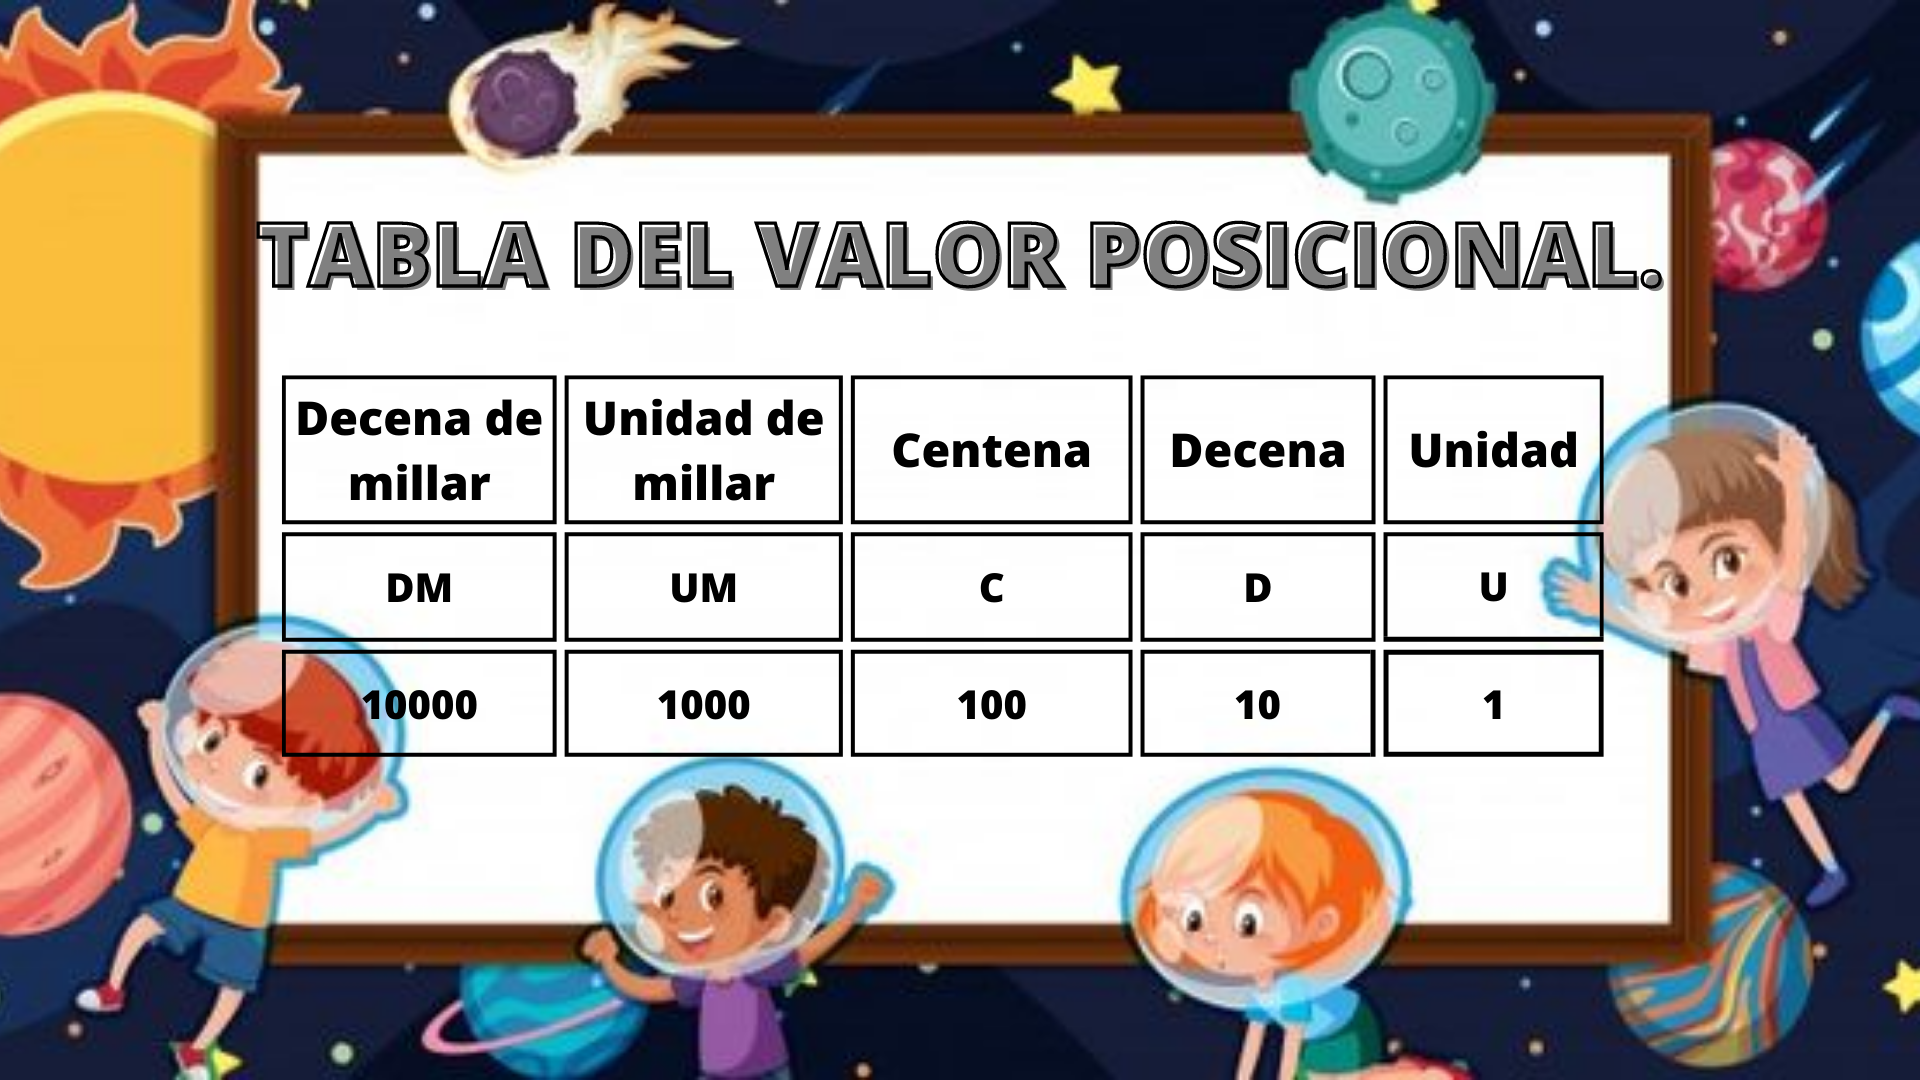 TABLA DEL VALOR POSICIONAL.
Decena de millar Unidad de millar Centena Decena Unidad
DM UM C D U
10000 1000 100 10 1